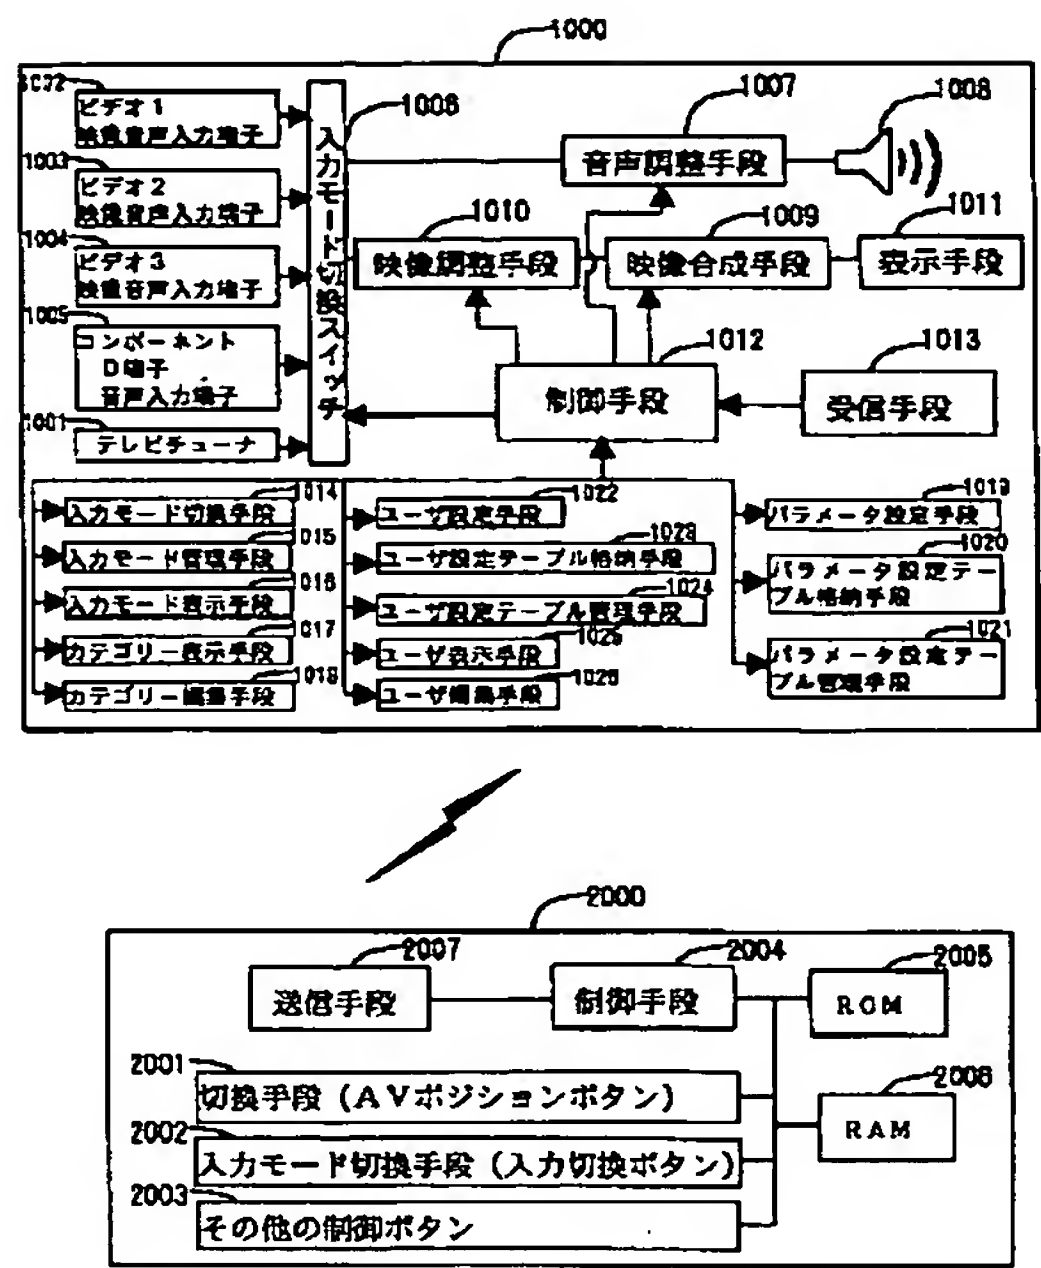 1000
1002
ビデオ1
映像音声入力端子
1003
ビデオ2
映像音声入力端子
1004
ビデオ3
映像音声入力端子
1005
コンポーネント
D端子
音声入力端子
1001
テレビチューナ
入力モード切換スイッチ
1006
1007
音声調整手段
1008
1010
映像調整手段
1009
映像合成手段
1011
表示手段
1012
制御手段
1013
受信手段
1014
入力モード切換手段
1015
入力モード管理手段
1016
入力モード表示手段
1017
カテゴリー表示手段
1018
カテゴリー編集手段
1022
ユーザ設定手段
1023
ユーザ設定テーブル格納手段
1024
ユーザ設定テーブル管理手段
1025
ユーザ表示手段
1026
ユーザ編集手段
1019
パラメータ設定手段
1020
パラメータ設定テー
ブル格納手段
1021
パラメータ設定テー
ブル管理手段
2000
2007
送信手段
2004
制御手段
2005
ROM
2001
切換手段(AVポジションボタン)
2006
RAM
2002
入力モード切換手段(入力切換ボタン)
2003
その他の制御ボタン